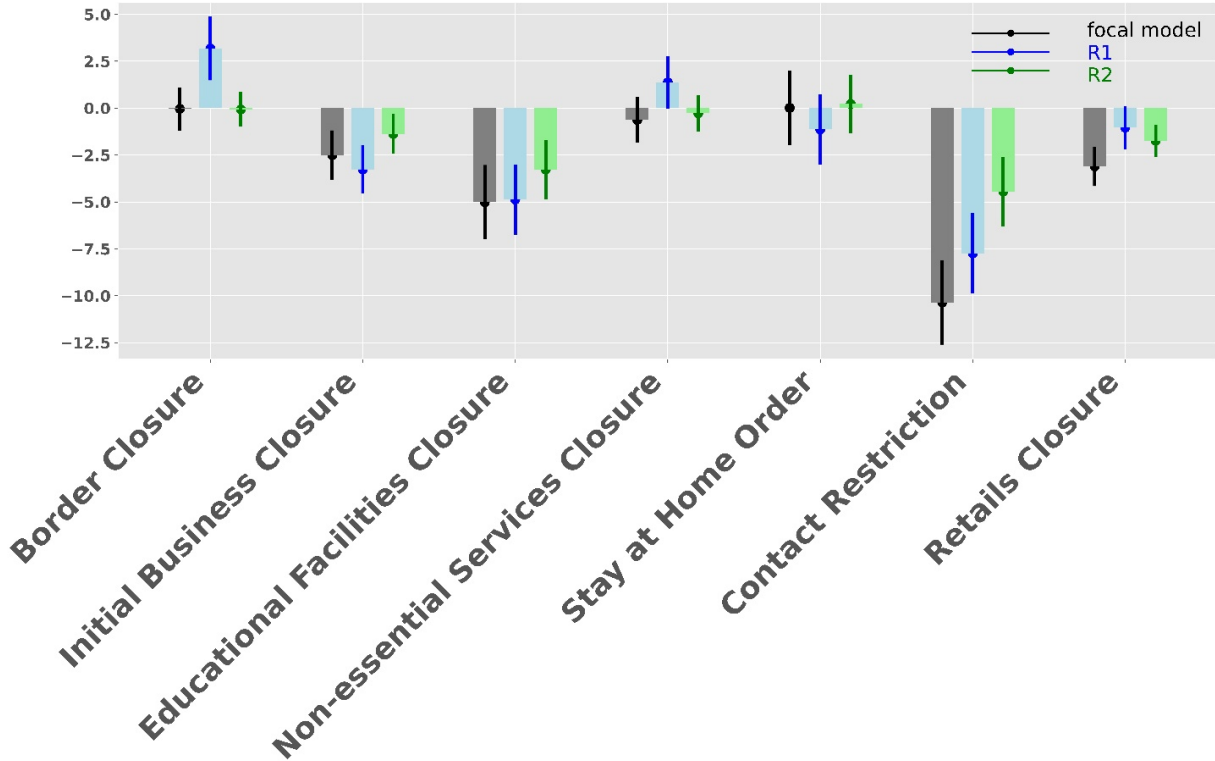 5.0
2.5
0.0
−2.5
−5.0
−7.5
−10.0
−12.5
focal model
R1
R2
Border Closure
Initial Business Closure
Educational Facilities Closure
Non-essential Services Closure
Stay at Home Order
Contact Restriction
Retails Closure